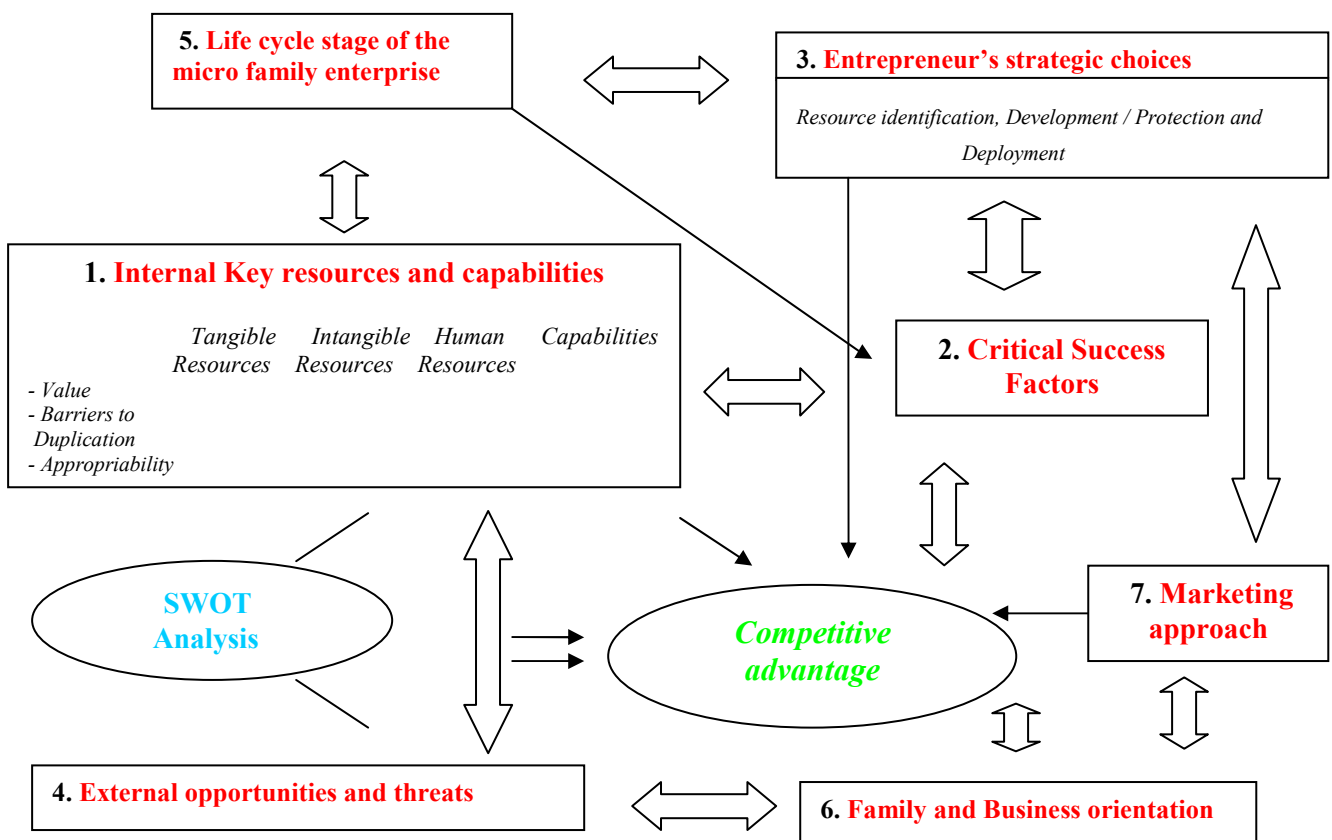 5. Life cycle stage of the
micro family enterprise
3. Entrepreneur’s strategic choices
Resource identification, Development / Protection and
Deployment
1. Internal Key resources and capabilities
Tangible Intangible Human Capabilities
Resources Resources Resources
- Value
- Barriers to
Duplication
- Appropriability
2. Critical Success
Factors
SWOT
Analysis
Competitive
advantage
7. Marketing
approach
4. External opportunities and threats
6. Family and Business orientation